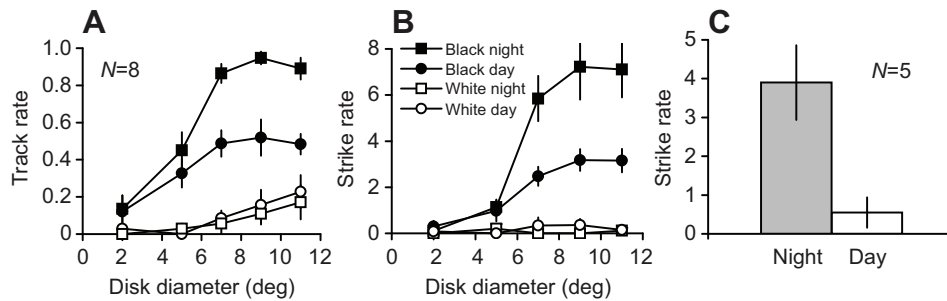 A
N=8
Track rate
1.0
0.8
0.6
0.4
0.2
0
0 2 4 6 8 10 12
Disk diameter (deg)
B
Black night
Black day
White night
White day
Strike rate
8
6
4
2
0
0 2 4 6 8 10 12
Disk diameter (deg)
C
N=5
Strike rate
5
4
3
2
1
0
Night Day